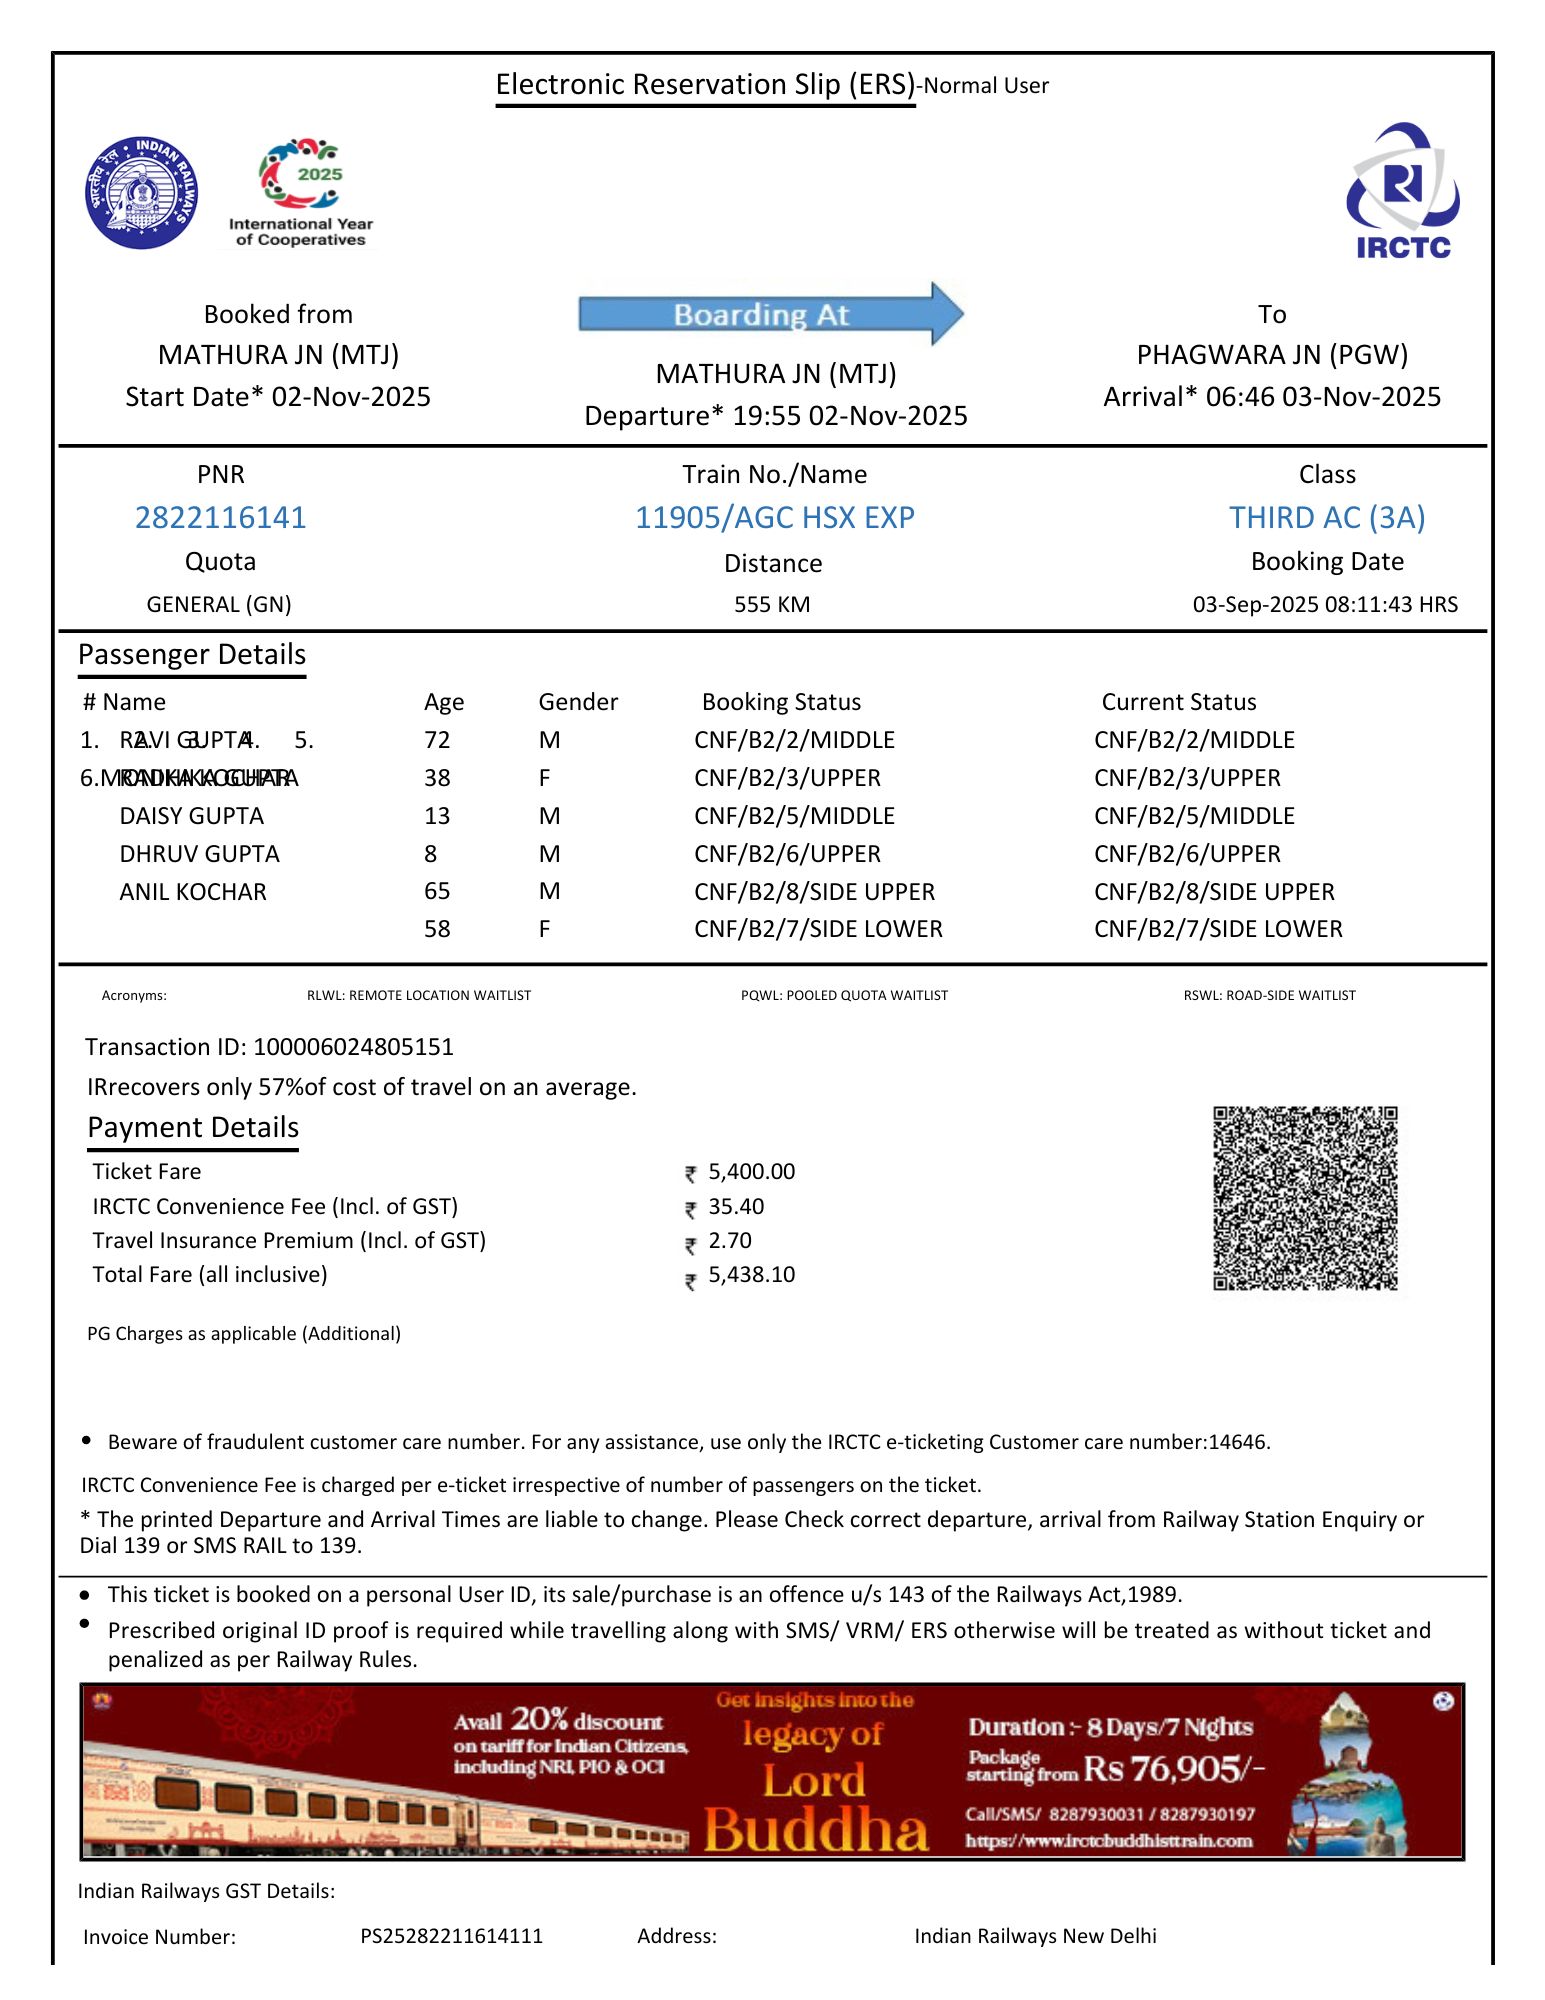 Electronic Reservation Slip (ERS)-Normal User
भारतीय रेल • INDIAN RAILWAYS
2025
International Year
of Cooperatives
IRCTC
Booked from
MATHURA JN (MTJ)
Start Date* 02-Nov-2025
Boarding At
MATHURA JN (MTJ)
Departure* 19:55 02-Nov-2025
To
PHAGWARA JN (PGW)
Arrival* 06:46 03-Nov-2025
PNR Train No./Name Class
2822116141 11905/AGC HSX EXP THIRD AC (3A)
Quota Distance Booking Date
GENERAL (GN) 555 KM 03-Sep-2025 08:11:43 HRS
Passenger Details
# Name Age Gender Booking Status Current Status
1. RAVI GUPTA 2. 3. 4. 5. 72 M CNF/B2/2/MIDDLE CNF/B2/2/MIDDLE
6. 38 F CNF/B2/3/UPPER CNF/B2/3/UPPER
DAISY GUPTA 13 M CNF/B2/5/MIDDLE CNF/B2/5/MIDDLE
DHRUV GUPTA 8 M CNF/B2/6/UPPER CNF/B2/6/UPPER
ANIL KOCHAR 65 M CNF/B2/8/SIDE UPPER CNF/B2/8/SIDE UPPER
58 F CNF/B2/7/SIDE LOWER CNF/B2/7/SIDE LOWER
Acronyms: RLWL: REMOTE LOCATION WAITLIST PQWL: POOLED QUOTA WAITLIST RSWL: ROAD-SIDE WAITLIST
Transaction ID: 100006024805151
IRrecovers only 57%of cost of travel on an average.
Payment Details
Ticket Fare ₹ 5,400.00
IRCTC Convenience Fee (Incl. of GST) ₹ 35.40
Travel Insurance Premium (Incl. of GST) ₹ 2.70
Total Fare (all inclusive) ₹ 5,438.10
PG Charges as applicable (Additional)
• Beware of fraudulent customer care number. For any assistance, use only the IRCTC e-ticketing Customer care number:14646.
IRCTC Convenience Fee is charged per e-ticket irrespective of number of passengers on the ticket.
* The printed Departure and Arrival Times are liable to change. Please Check correct departure, arrival from Railway Station Enquiry or
Dial 139 or SMS RAIL to 139.
• This ticket is booked on a personal User ID, its sale/purchase is an offence u/s 143 of the Railways Act,1989.
• Prescribed original ID proof is required while travelling along with SMS/ VRM/ ERS otherwise will be treated as without ticket and
penalized as per Railway Rules.
Avail 20% discount
on tariff for Indian Citizens,
including NRI, PIO & OCI
Get insights into the
legacy of
Lord
Buddha
Duration :- 8 Days/7 Nights
Package
starting from Rs 76,905/-
Call/SMS/ 8287930031 / 8287930197
https://www.irctcbuddhisttrain.com
Indian Railways GST Details:
Invoice Number: PS25282211614111 Address: Indian Railways New Delhi